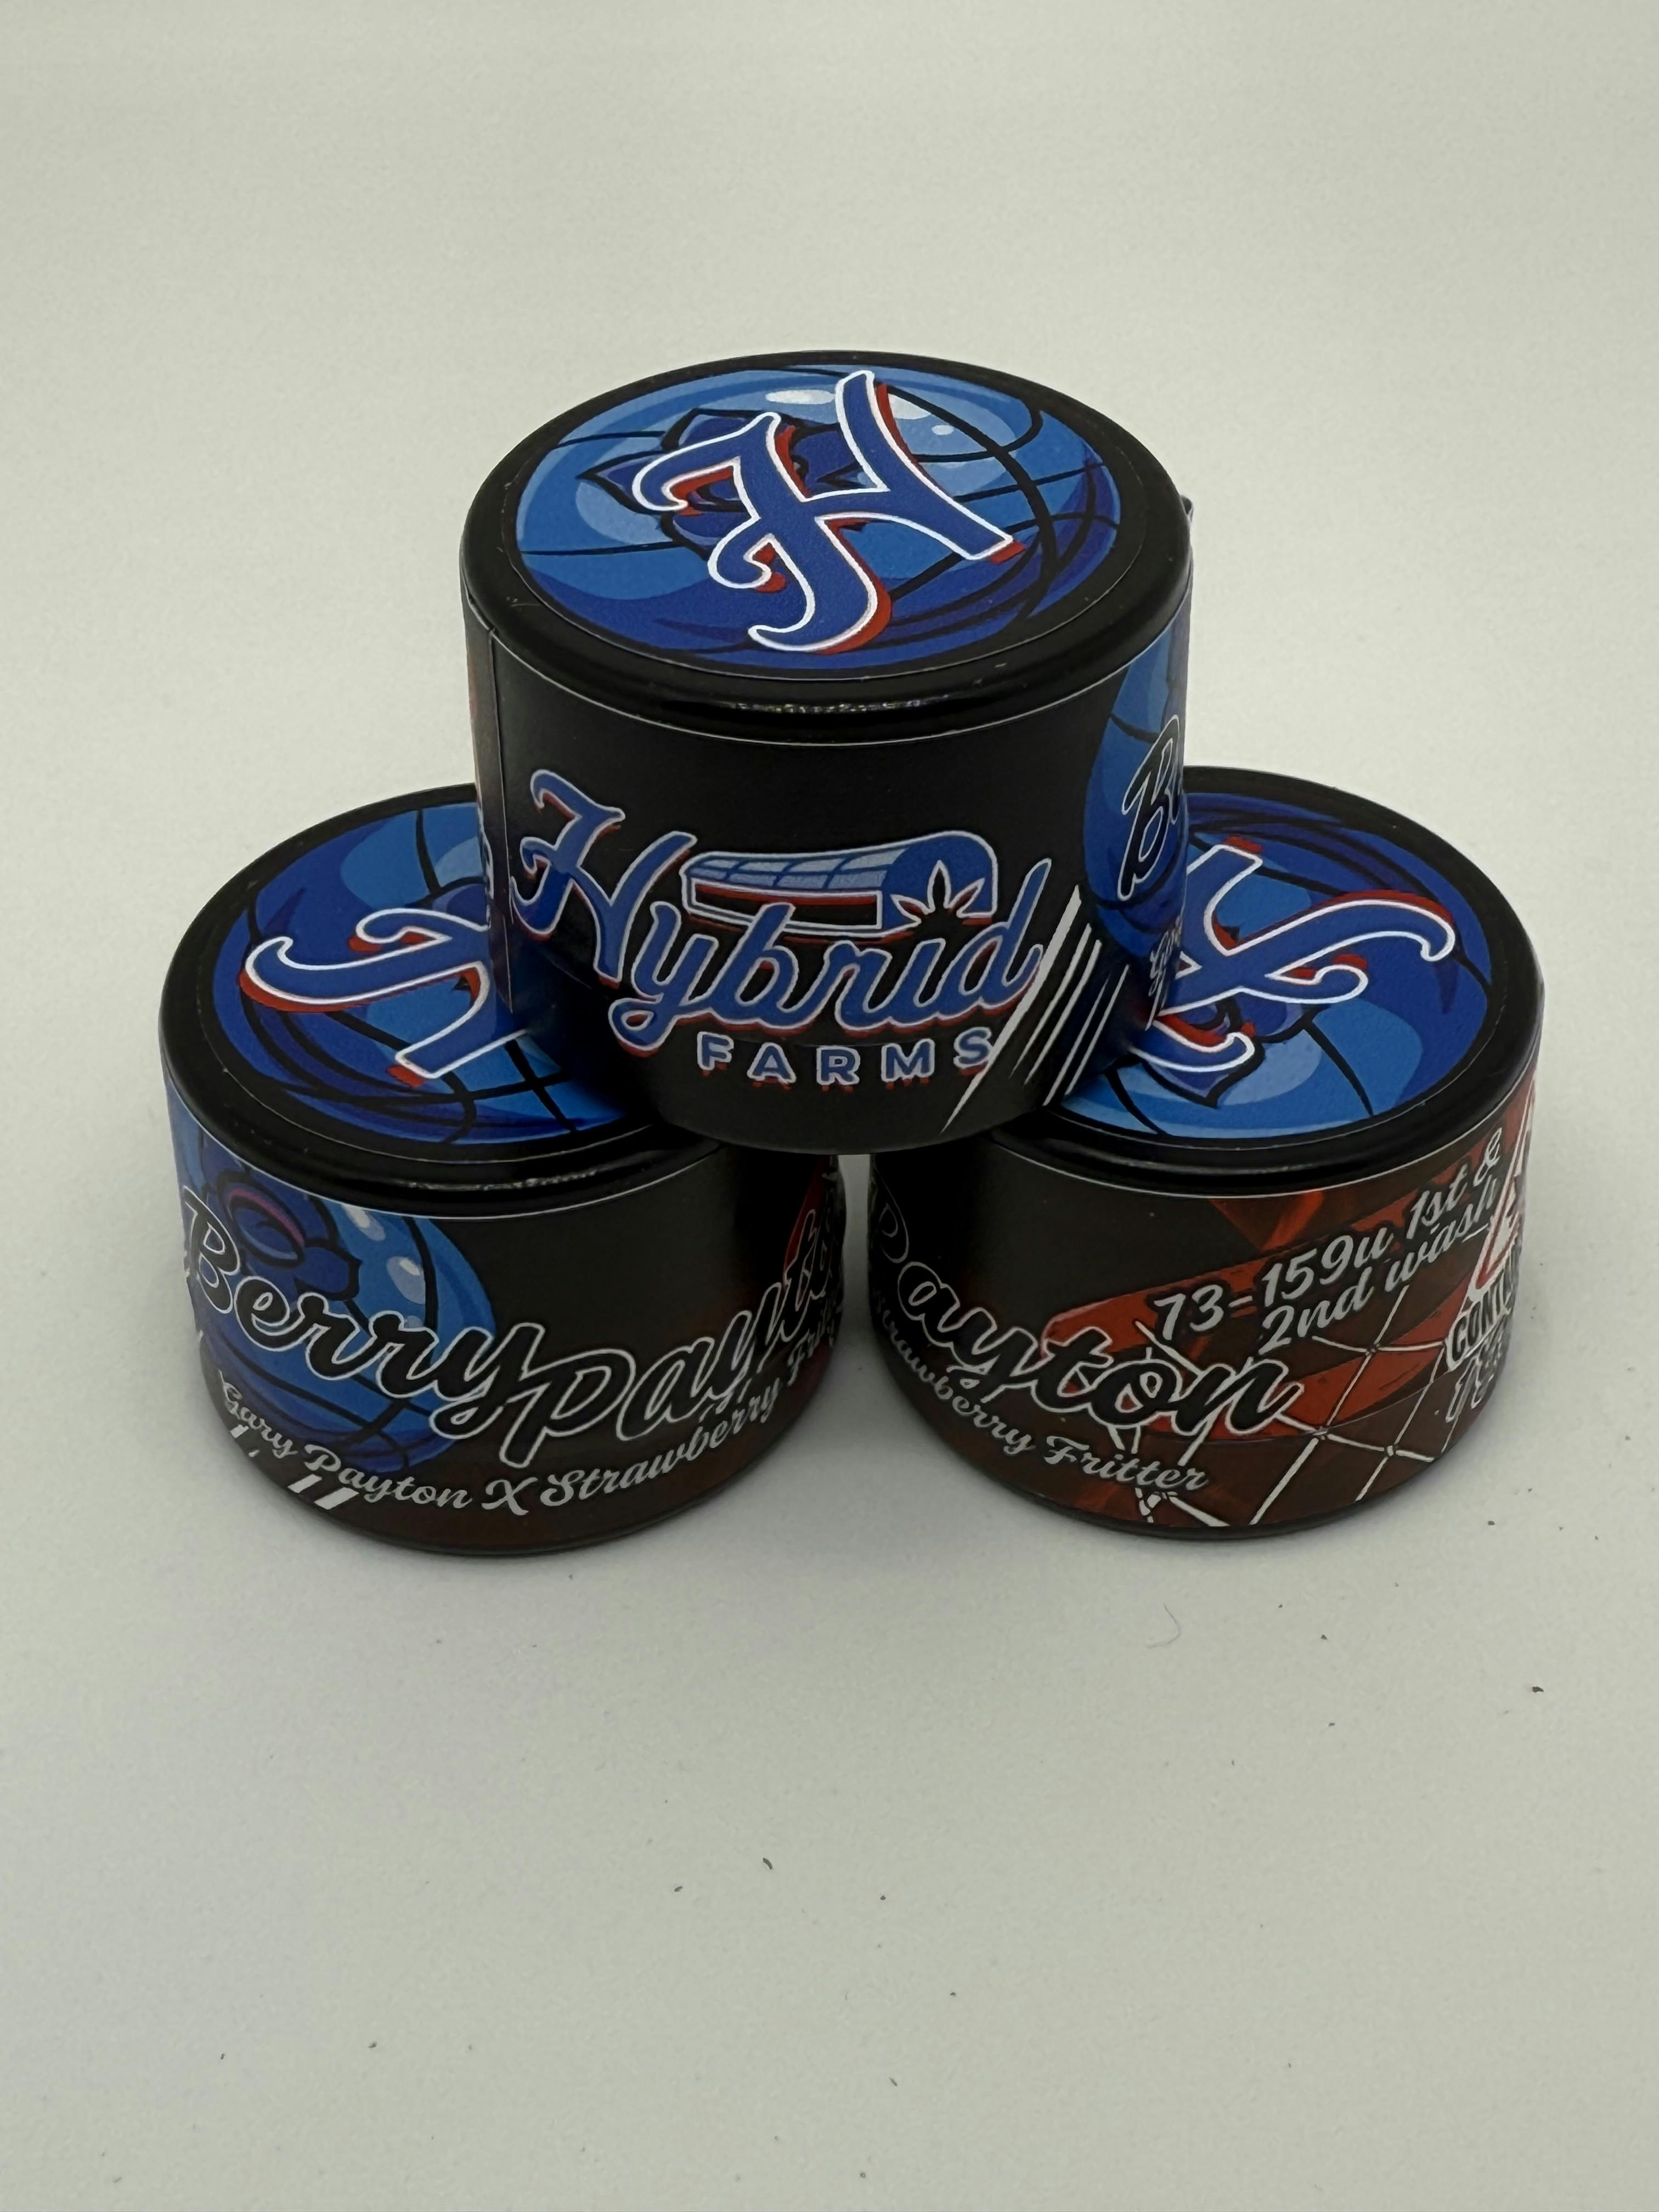 H
Hybrid
FARMS
H
Berry Payton
Gary Payton X Strawberry
H
73-159u 1st &
2nd wash
Payton
Strawberry Fritter